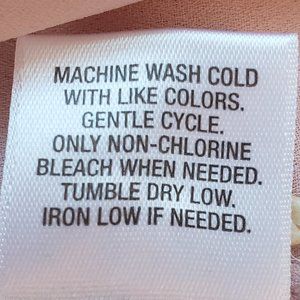 MACHINE WASH COLD
WITH LIKE COLORS.
GENTLE CYCLE.
ONLY NON-CHLORINE
BLEACH WHEN NEEDED.
TUMBLE DRY LOW.
IRON LOW IF NEEDED.